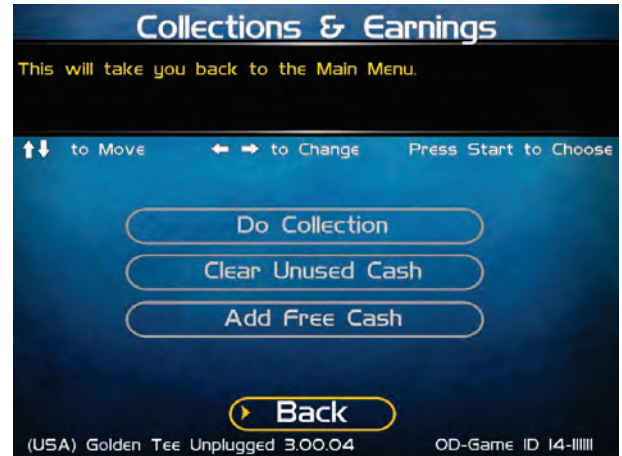 Collections & Earnings
This will take you back to the Main Menu.
to Move to Change Press Start to Choose
Do Collection
Clear Unused Cash
Add Free Cash
Back
(USA) Golden Tee Unplugged 3.00.04 OD-Game ID 14-111111